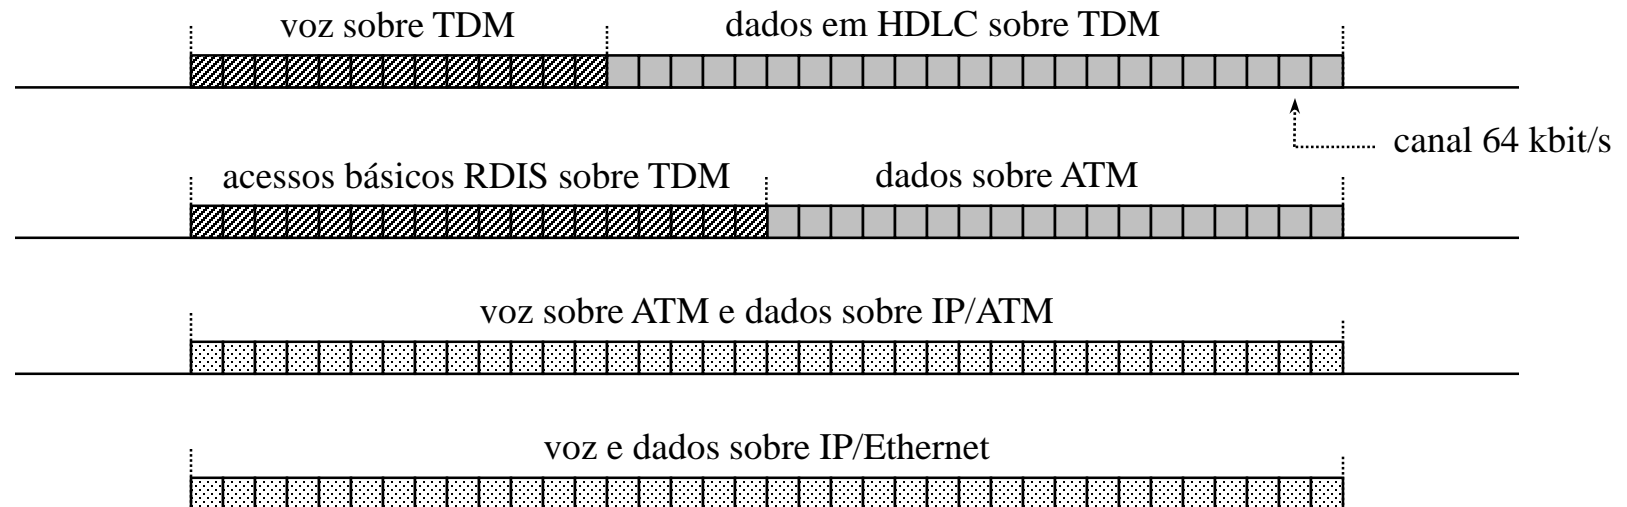 voz sobre TDM
dados em HDLC sobre TDM
canal 64 kbit/s
acessos básicos RDIS sobre TDM
dados sobre ATM
voz sobre ATM e dados sobre IP/ATM
voz e dados sobre IP/Ethernet